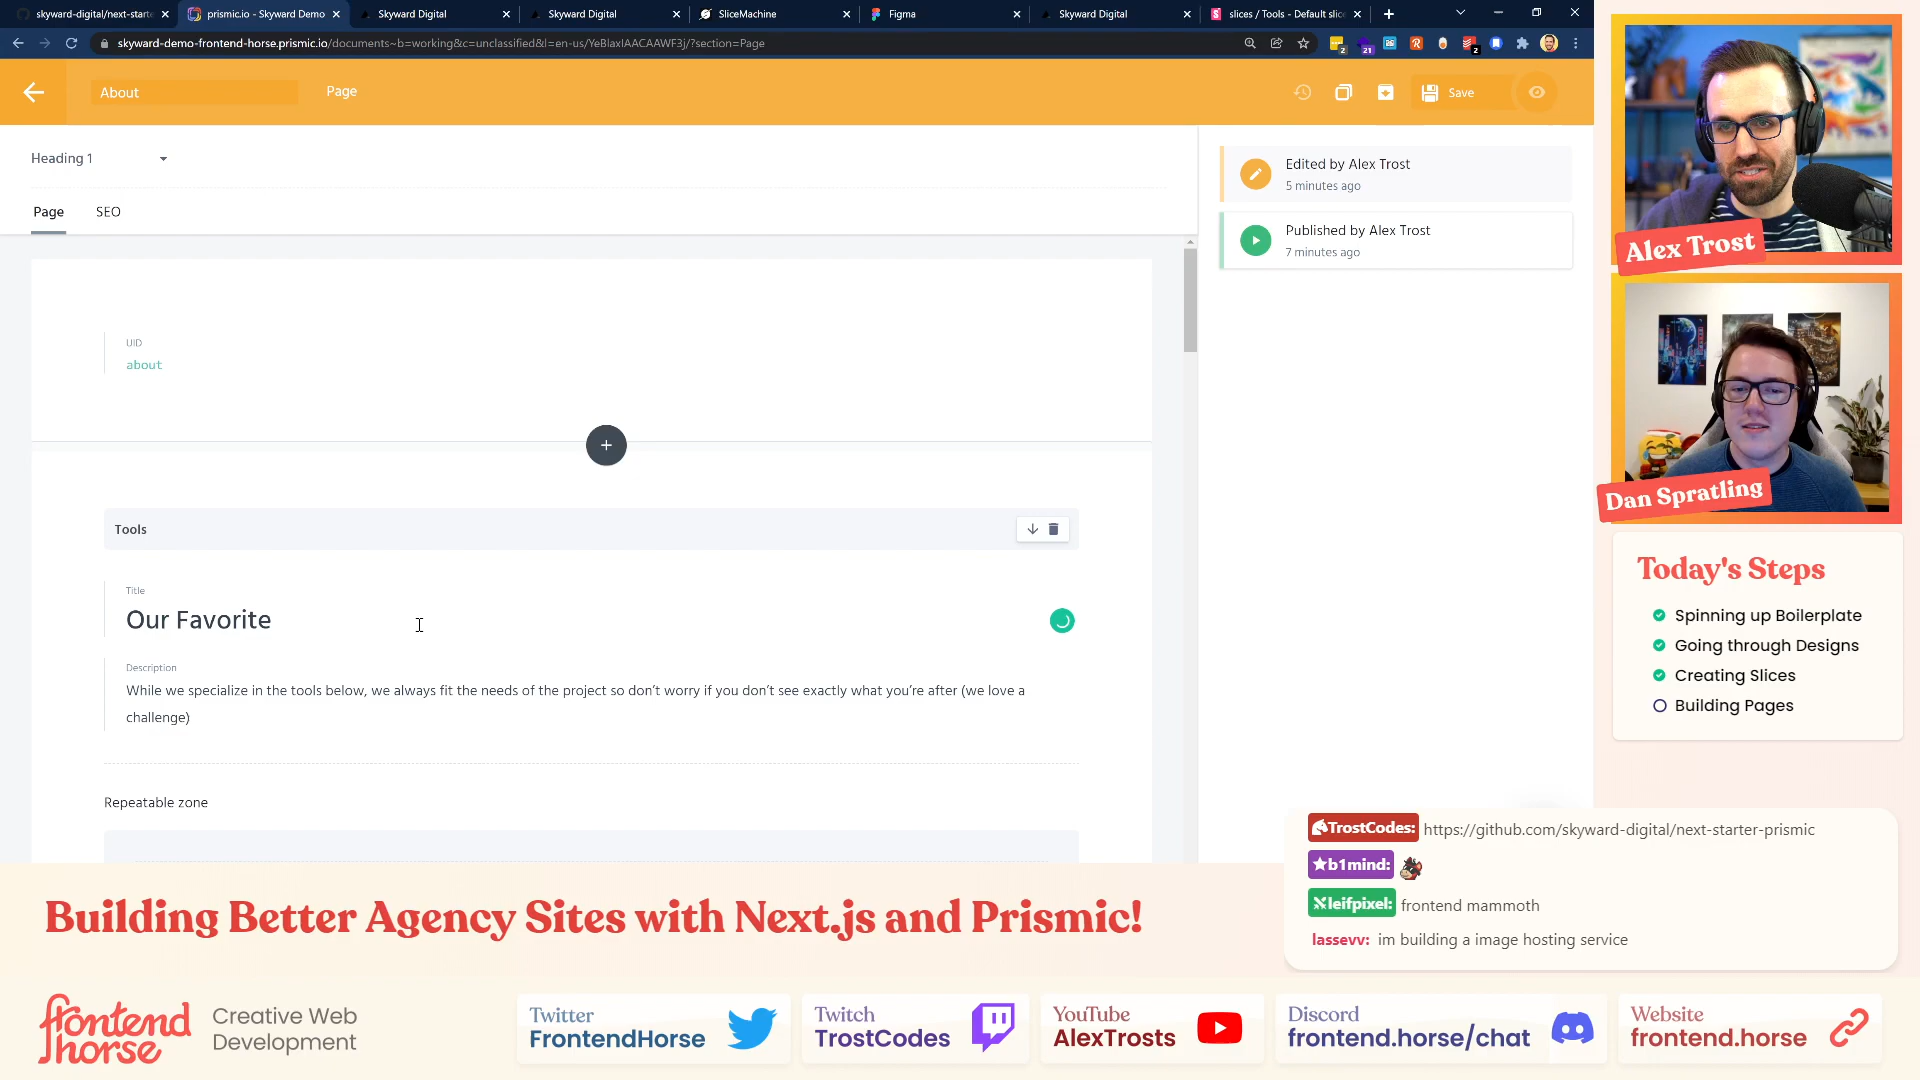 skyward-digital/next-starte
prismic.io - Skyward Demo
Skyward Digital
Skyward Digital
SliceMachine
Figma
Skyward Digital
slices / Tools - Default slice
skyward-demo-frontend-horse.prismic.io/documents~b=working&c=unclassified&l=en-us/YeBlaxIAACAAWF3j/?section=Page
2
21
2
About
Page
Save
Heading 1
Page
SEO
Edited by Alex Trost
5 minutes ago
Published by Alex Trost
7 minutes ago
UID
about
Tools
Title
Our Favorite
Description
While we specialize in the tools below, we always fit the needs of the project so don't worry if you don't see exactly what you're after (we love a
challenge)
Repeatable zone
Alex Trost
Dan Spratling
Today's Steps
Spinning up Boilerplate
Going through Designs
Creating Slices
Building Pages
TrostCodes: https://github.com/skyward-digital/next-starter-prismic
b1mind:
leifpixel: frontend mammoth
lassevv: im building a image hosting service
Building Better Agency Sites with Next.js and Prismic!
frontend
horse
Creative Web
Development
Twitter
FrontendHorse
Twitch
TrostCodes
YouTube
AlexTrosts
Discord
frontend.horse/chat
Website
frontend.horse